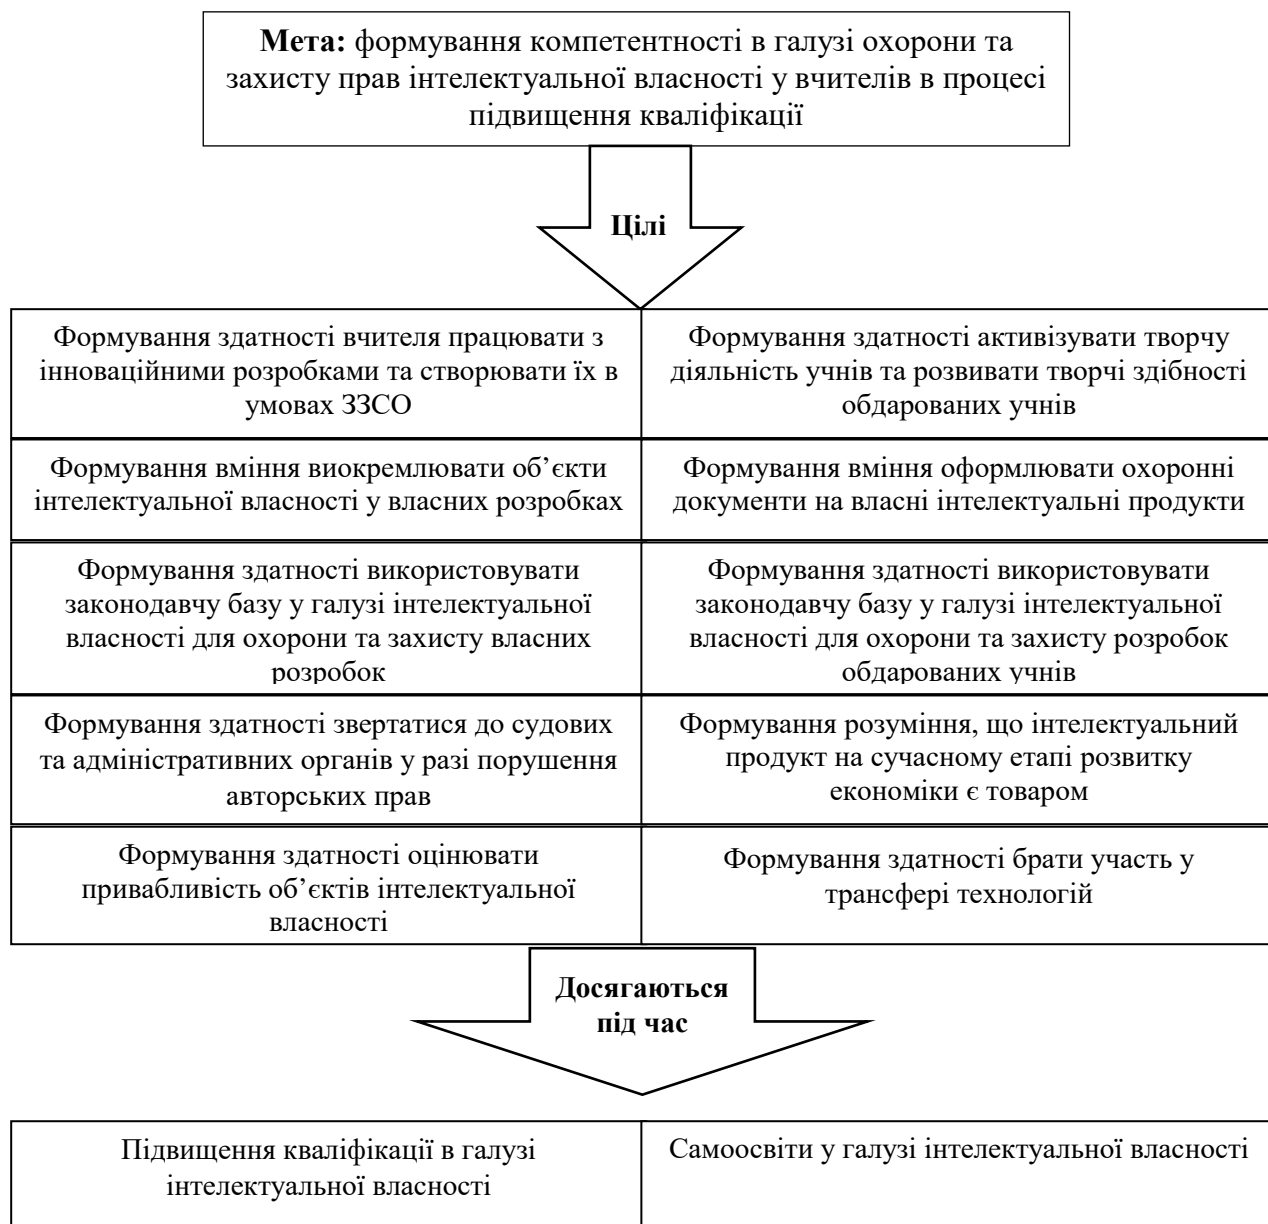 Мета: формування компетентності в галузі охорони та
захисту прав інтелектуальної власності у вчителів в процесі
підвищення кваліфікації
Цілі
Формування здатності вчителя працювати з
інноваційними розробками та створювати їх в
умовах ЗЗСО
Формування здатності активізувати творчу
діяльність учнів та розвивати творчі здібності
обдарованих учнів
Формування вміння виокремлювати об’єкти
інтелектуальної власності у власних розробках
Формування вміння оформлювати охоронні
документи на власні інтелектуальні продукти
Формування здатності використовувати
законодавчу базу у галузі інтелектуальної
власності для охорони та захисту власних
розробок
Формування здатності використовувати
законодавчу базу у галузі інтелектуальної
власності для охорони та захисту розробок
обдарованих учнів
Формування здатності звертатися до судових
та адміністративних органів у разі порушення
авторських прав
Формування розуміння, що інтелектуальний
продукт на сучасному етапі розвитку
економіки є товаром
Формування здатності оцінювати
привабливість об’єктів інтелектуальної
власності
Формування здатності брати участь у
трансфері технологій
Досягаються
під час
Підвищення кваліфікації в галузі
інтелектуальної власності
Самоосвіти у галузі інтелектуальної власності